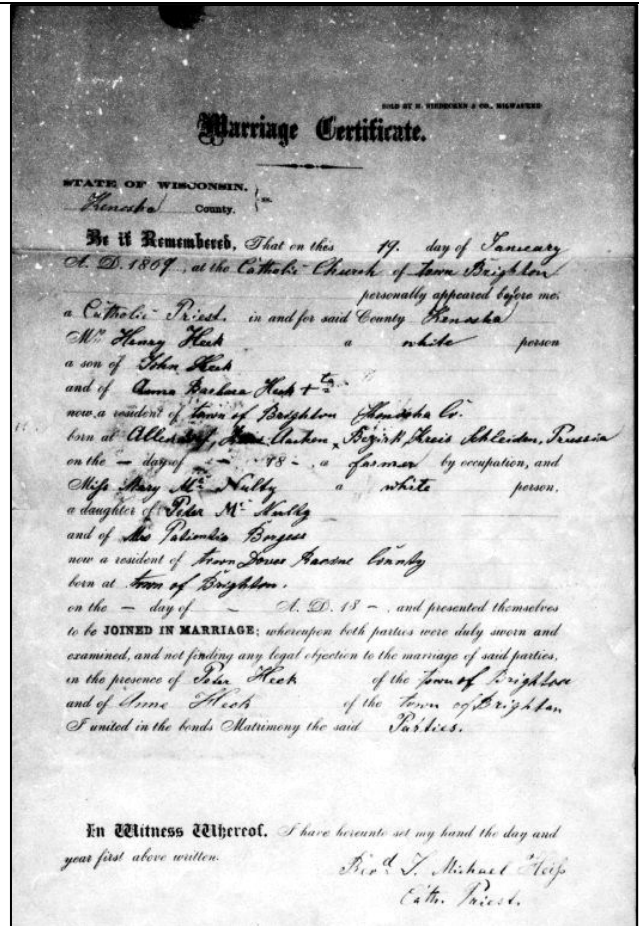 SOLD BY H. NIEDECKEN & CO., MILWAUKEE
Marriage Certificate.
STATE OF WISCONSIN.
Kenosha County. } ss.
Be it Remembered, That on this 19 day of January
A. D. 1869, at the Catholic Church of town Brighton
personally appeared before me:
a Catholic Priest. in and for said County Kenosha
Mr. Henry Heck a white person
a son of John Heck
and of Anna Barbara Heck
now a resident of town of Brighton Kenosha Co.
born at Aachen Bezirk, Kreis Schleiden, Prussia
on the - day of - 18-, a farmer by occupation, and
Miss Mary Mc Nulty a white person,
a daughter of Peter Mc Nulty
and of Borgess
now a resident of town Dover Racine County
born at town of Brighton.
on the - day of - A. D. 18 -, and presented themselves
to be JOINED IN MARRIAGE; whereupon both parties were duly sworn and
examined, and not finding any legal objection to the marriage of said parties,
in the presence of Peter Heck of the town of Brighton
and of Anne Heck of the town of Brighton
I united in the bonds Matrimony the said Parties.
In Witness Whereof, I have hereunto set my hand the day and
year first above written.
Revd. Michael Heiss
Cath. Priest.